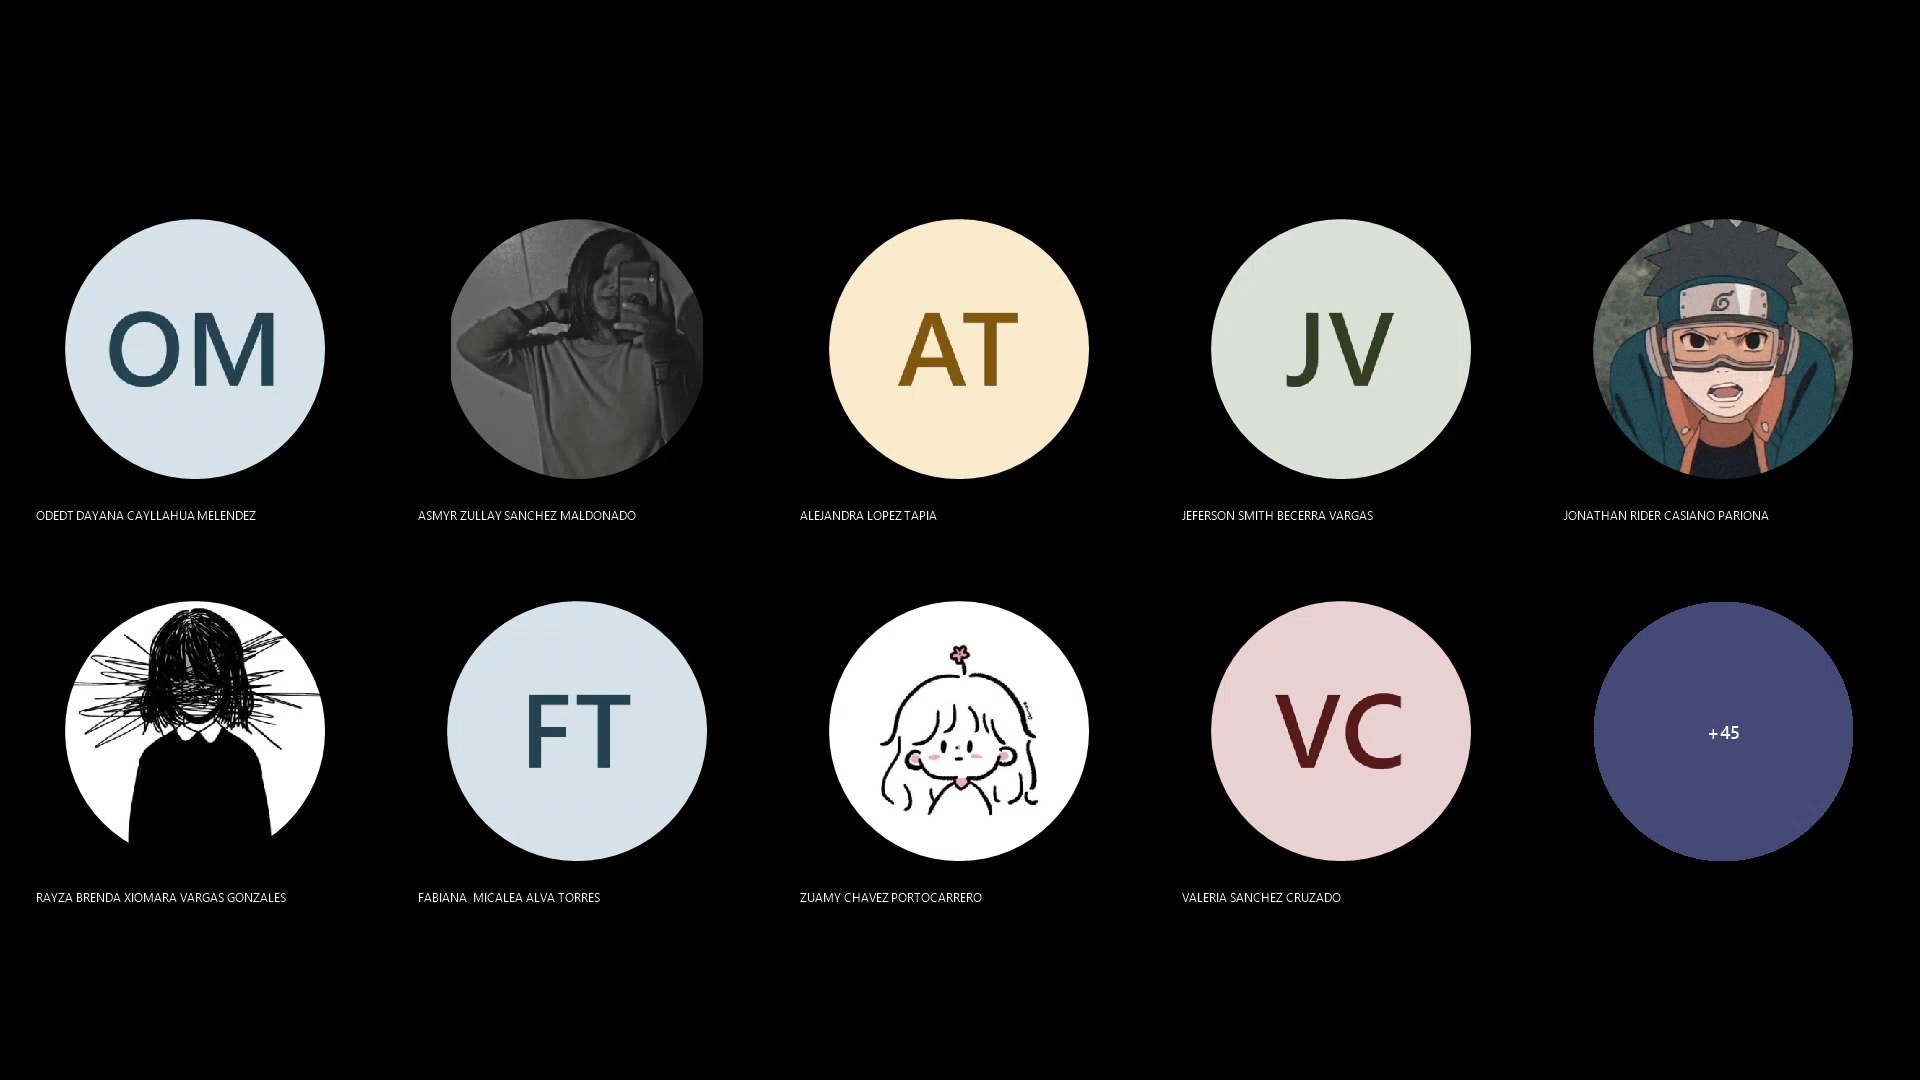 OM
AT
JV
ODEDT DAYANA CAYLLAHUA MELENDEZ
ASMYR ZULLAY SANCHEZ MALDONADO
ALEJANDRA LOPEZ TAPIA
JEFERSON SMITH BECERRA VARGAS
JONATHAN RIDER CASIANO PARIONA
FT
VC
+45
RAYZA BRENDA XIOMARA VARGAS GONZALES
FABIANA  MICALEA ALVA TORRES
ZUAMY CHAVEZ PORTOCARRERO
VALERIA SANCHEZ CRUZADO